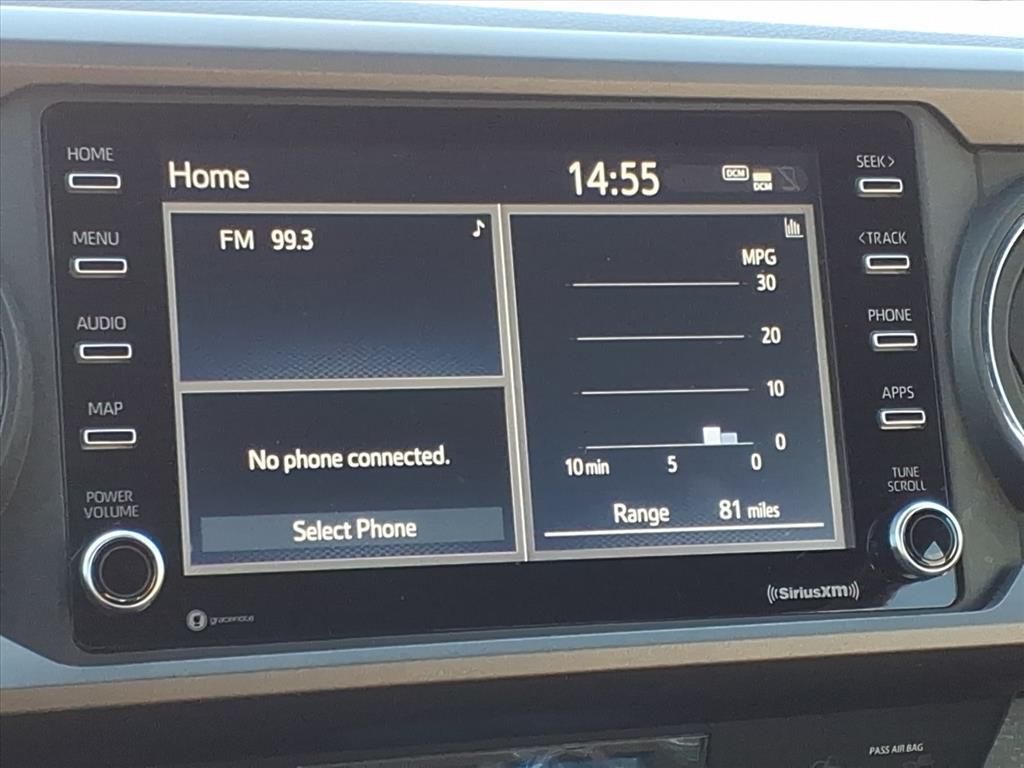 HOME
MENU
AUDIO
MAP
POWER
VOLUME
Home
14:55
DCM
DCM
FM 99.3
No phone connected.
Select Phone
MPG
30
20
10
0
10 min 5 0
Range 81 miles
SEEK>
<TRACK
PHONE
APPS
TUNE
SCROLL
gracenote
((SiriusXM))
PASS AIR BAG